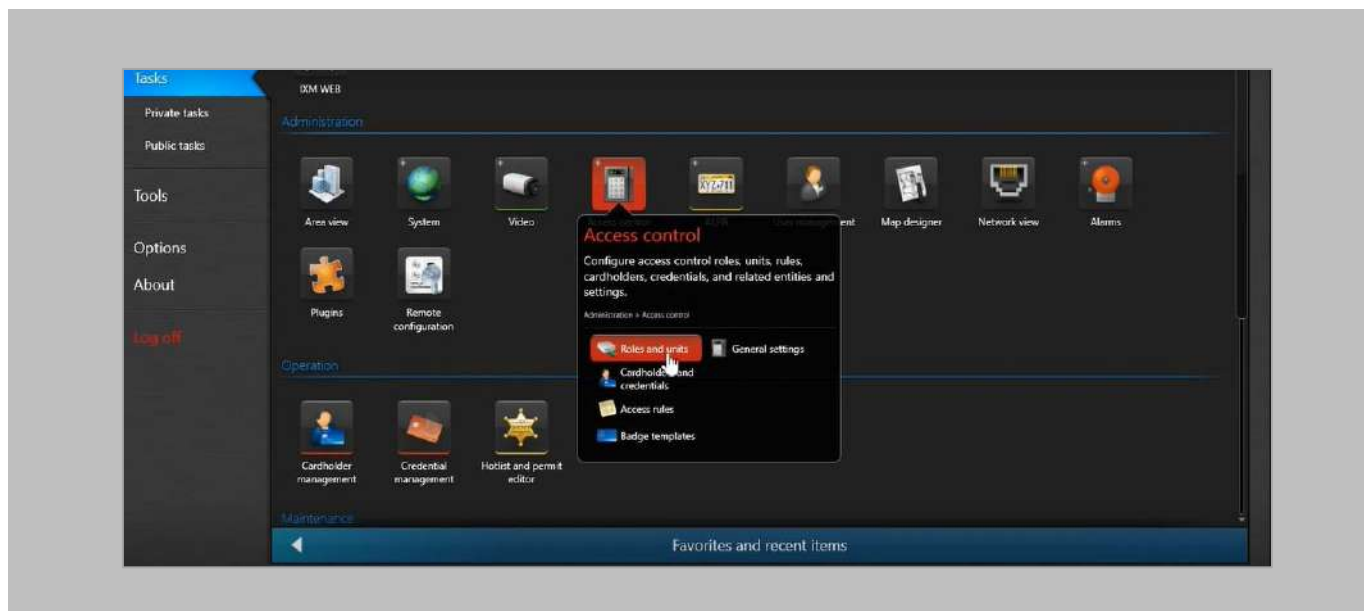 Tasks
Private tasks
Public tasks
Tools
Options
About
Log off
IXM WEB
Administration
Area view
System
Video
Map designer
Network view
Alarms
Plugins
Remote configuration
Access control
Configure access control roles, units, rules,
cardholders, credentials, and related entities and
settings.
Administration > Access control
Roles and units
General settings
Cardholders and
credentials
Access rules
Badge templates
Operation
Cardholder
management
Credential
management
Hotlist and permit
editor
Maintenance
Favorites and recent items